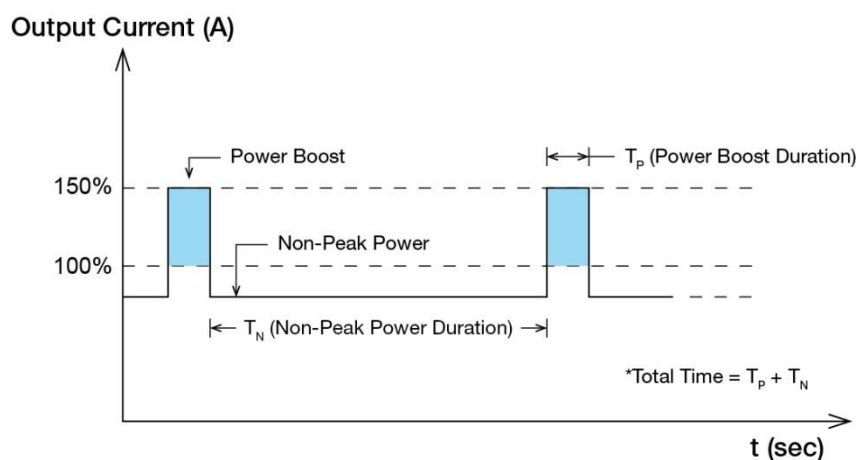 Output Current (A)
Power Boost
T_P (Power Boost Duration)
150%
Non-Peak Power
100%
T_N (Non-Peak Power Duration)
*Total Time = T_P + T_N
t (sec)